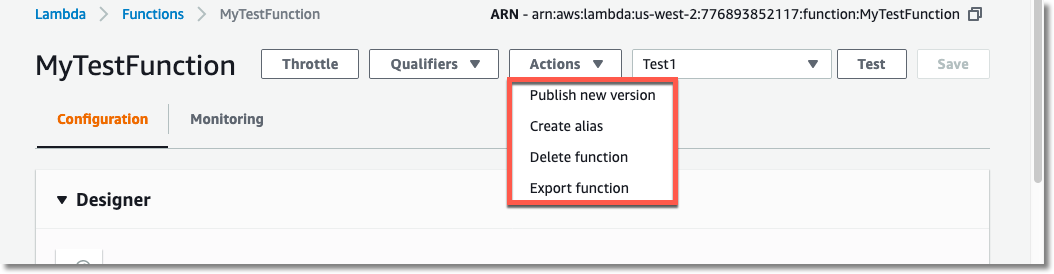 Lambda > Functions > MyTestFunction ARN - arn:aws:lambda:us-west-2:776893852117:function:MyTestFunction
MyTestFunction Throttle Qualifiers Actions Test1 Test Save
Publish new version
Configuration Monitoring
Create alias
Delete function
Export function
Designer